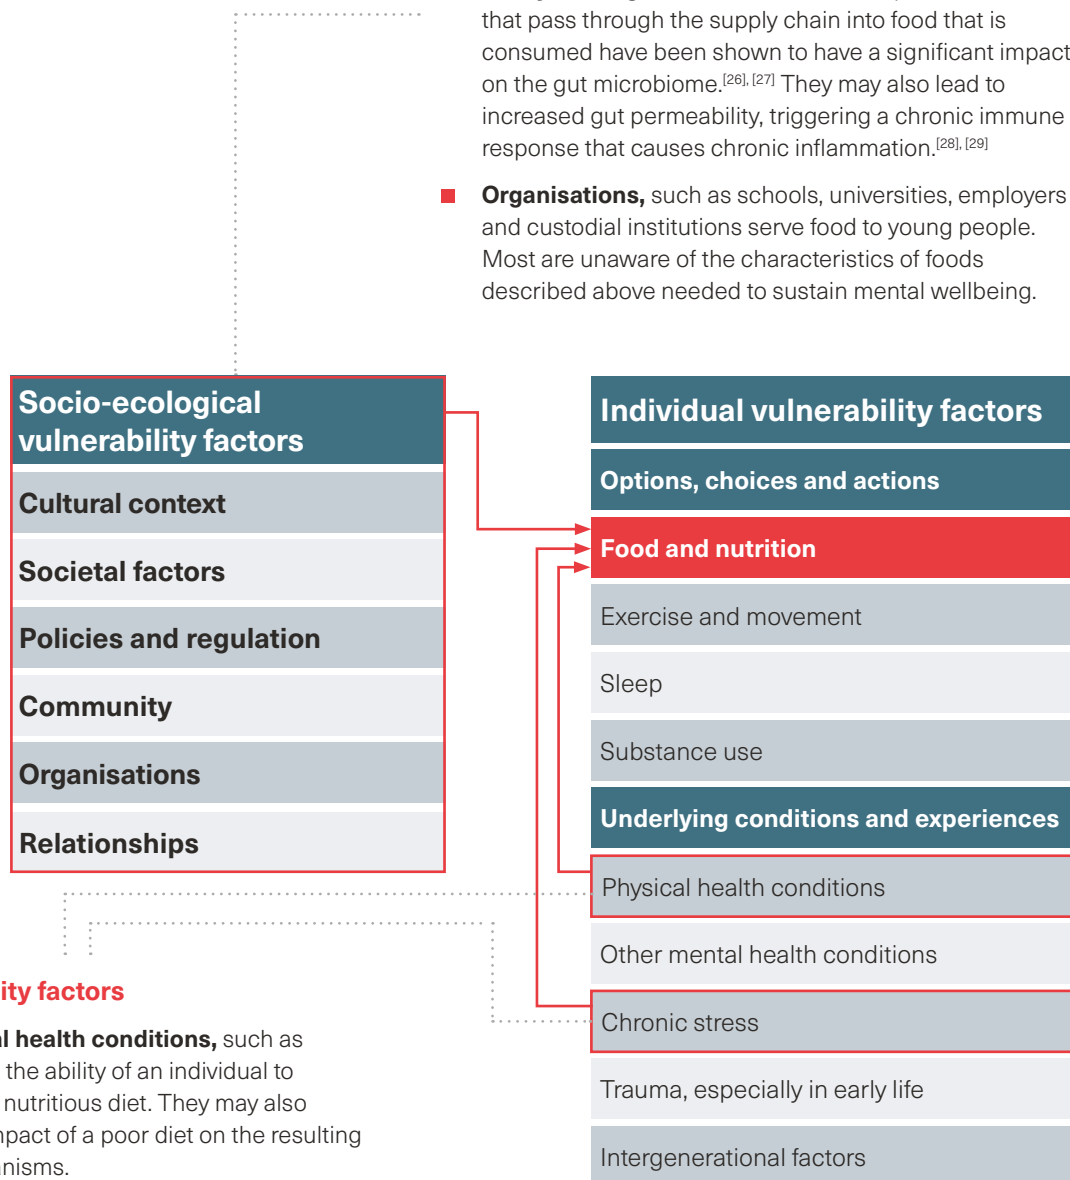 that pass through the supply chain into food that is
consumed have been shown to have a significant impact
on the gut microbiome.[26], [27] They may also lead to
increased gut permeability, triggering a chronic immune
response that causes chronic inflammation.[28], [29]
Organisations, such as schools, universities, employers
and custodial institutions serve food to young people.
Most are unaware of the characteristics of foods
described above needed to sustain mental wellbeing.
Socio-ecological
vulnerability factors
Cultural context
Societal factors
Policies and regulation
Community
Organisations
Relationships
Individual vulnerability factors
Options, choices and actions
Food and nutrition
Exercise and movement
Sleep
Substance use
Underlying conditions and experiences
Physical health conditions
Other mental health conditions
Chronic stress
Trauma, especially in early life
Intergenerational factors
factors
health conditions, such as
the ability of an individual to
nutritious diet. They may also
of a poor diet on the resulting